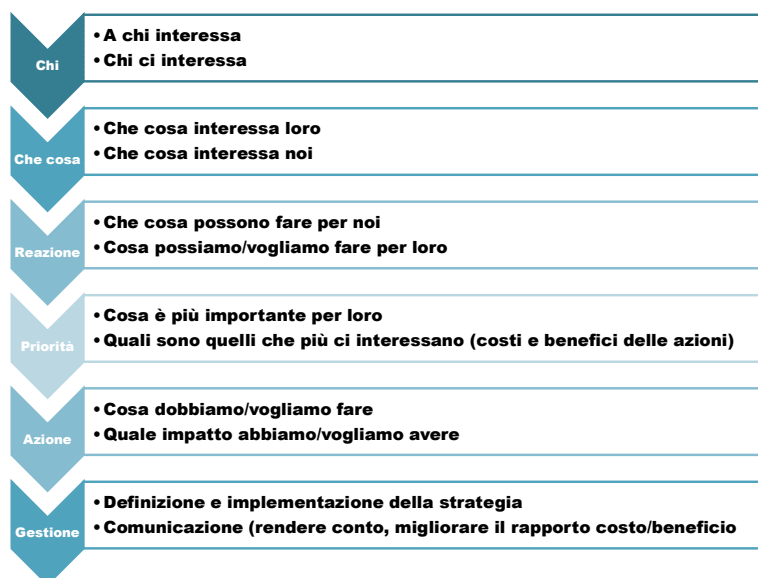 Chi
• A chi interessa
• Chi ci interessa
Che cosa
• Che cosa interessa loro
• Che cosa interessa noi
Reazione
• Che cosa possono fare per noi
• Cosa possiamo/vogliamo fare per loro
Priorità
• Cosa è più importante per loro
• Quali sono quelli che più ci interessano (costi e benefici delle azioni)
Azione
• Cosa dobbiamo/vogliamo fare
• Quale impatto abbiamo/vogliamo avere
Gestione
• Definizione e implementazione della strategia
• Comunicazione (rendere conto, migliorare il rapporto costo/beneficio